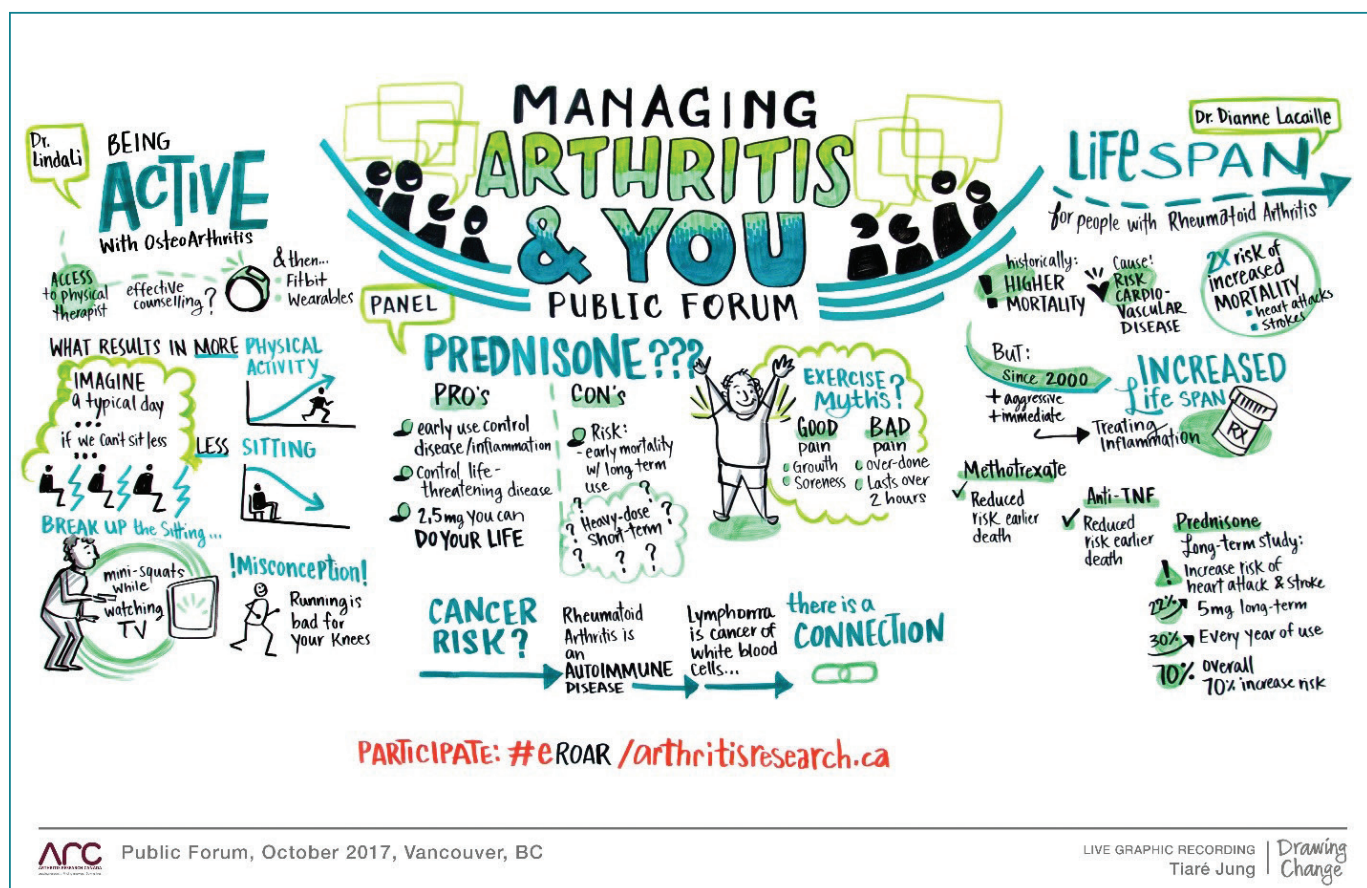 MANAGING
ARTHRITIS
& YOU
PUBLIC FORUM
Dr.
Linda Li
BEING
ACTIVE
With OsteoArthritis
ACCESS
to physical
therapist
effective
counselling?
& then...
Fitbit
Wearables
WHAT RESULTS IN MORE PHYSICAL
ACTIVITY
IMAGINE
a typical day
...
if we can't sit less
...
LESS SITTING
BREAK UP the Sitting...
mini-squats
while
watching
TV
!Misconception!
Running is
bad for
Your Knees
PANEL
PREDNISONE???
PRO's
early use control
disease/inflammation
Control life-
threatening disease
2.5mg you can
DO YOUR LIFE
CON's
Risk:
- early mortality
w/ long term
use
?
? Heavy-dose ?
Short-term
? ? ?
?
EXERCISE
Myths?
GOOD
pain
Growth
Soreness
BAD
pain
over-done
Lasts over
2 hours
CANCER
RISK?
Rheumatoid
Arthritis is
an
AUTOIMMUNE
DISEASE
Lymphoma
is cancer of
white blood
cells...
there is a
CONNECTION
Dr. Dianne Lacaille
LiFE SPAN
for people with Rheumatoid Arthritis
! historically:
HIGHER
MORTALITY
Cause!
RISK
CARDIO-
VASCULAR
DISEASE
2X risk of
increased
MORTALITY
heart attacks
strokes
BUT:
Since 2000
+ aggressive
+ immediate
INCREASED
Life SPAN
Treating
Inflammation
RX
Methotrexate
Reduced
risk earlier
death
Anti-TNF
Reduced
risk earlier
death
Prednisone
Long-term study:
! Increase risk of
heart attack & stroke
22% 5mg long-term
30% Every year of use
70% overall
70% increase risk
PARTICIPATE: #eROAR /arthritisresearch.ca
ARC
ARTHRITIS RESEARCH CANADA
Public Forum, October 2017, Vancouver, BC
LIVE GRAPHIC RECORDING
Tiaré Jung
Drawing
Change